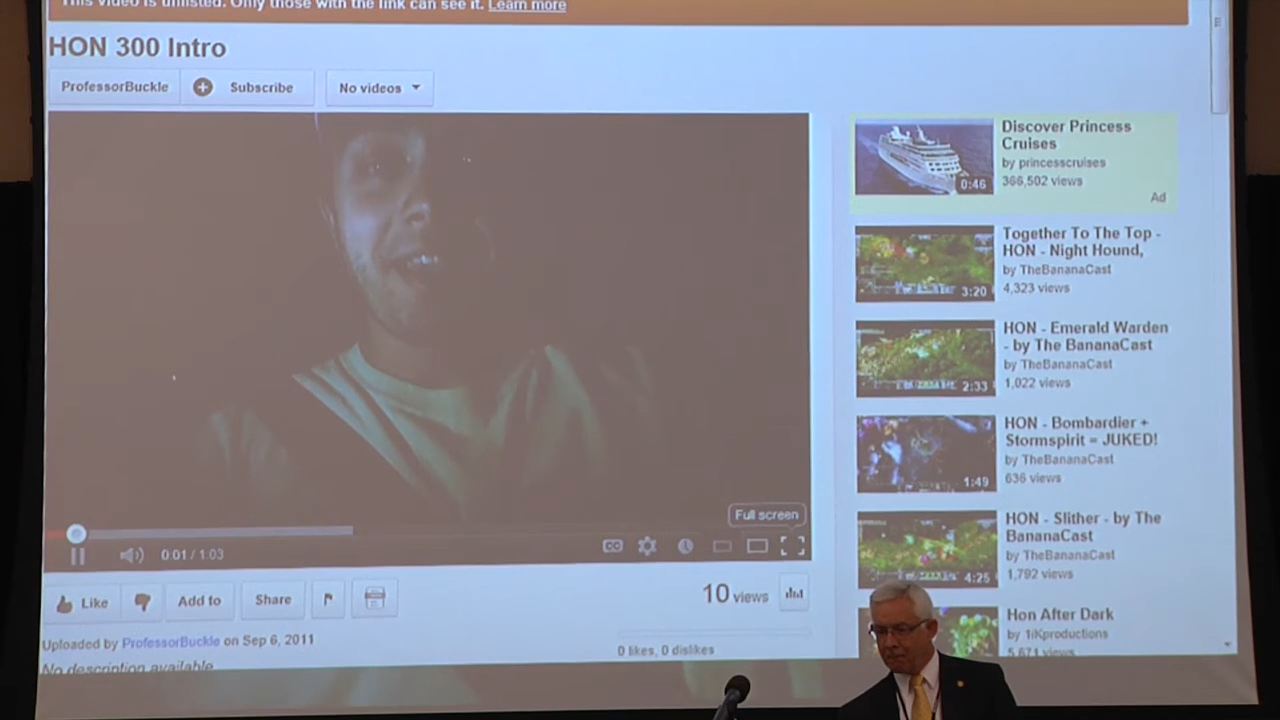 This video is unlisted. Only those with the link can see it. Learn more
HON 300 Intro
ProfessorBuckle
Subscribe
No videos
Full screen
CC
0:01 / 1:03
Like
Add to
Share
10 views
Uploaded by ProfessorBuckle on Sep 6, 2011
0 likes, 0 dislikes
No description available
Discover Princess
Cruises
by princesscruises
366,502 views
Ad
0:46
Together To The Top -
HON - Night Hound,
by TheBananaCast
4,323 views
3:20
HON - Emerald Warden
- by The BananaCast
by TheBananaCast
1,022 views
2:33
HON - Bombardier +
Stormspirit = JUKED!
by TheBananaCast
636 views
1:49
HON - Slither - by The
BananaCast
by TheBananaCast
1,792 views
4:25
Hon After Dark
by 1iKproductions
5,671 views